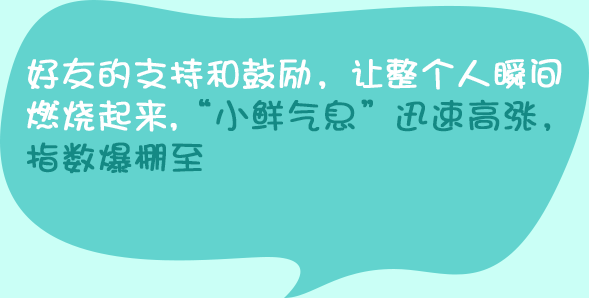 好友的支持和鼓励，让整个人瞬间
燃烧起来,“小鲜气息”迅速高涨，
指数爆棚至